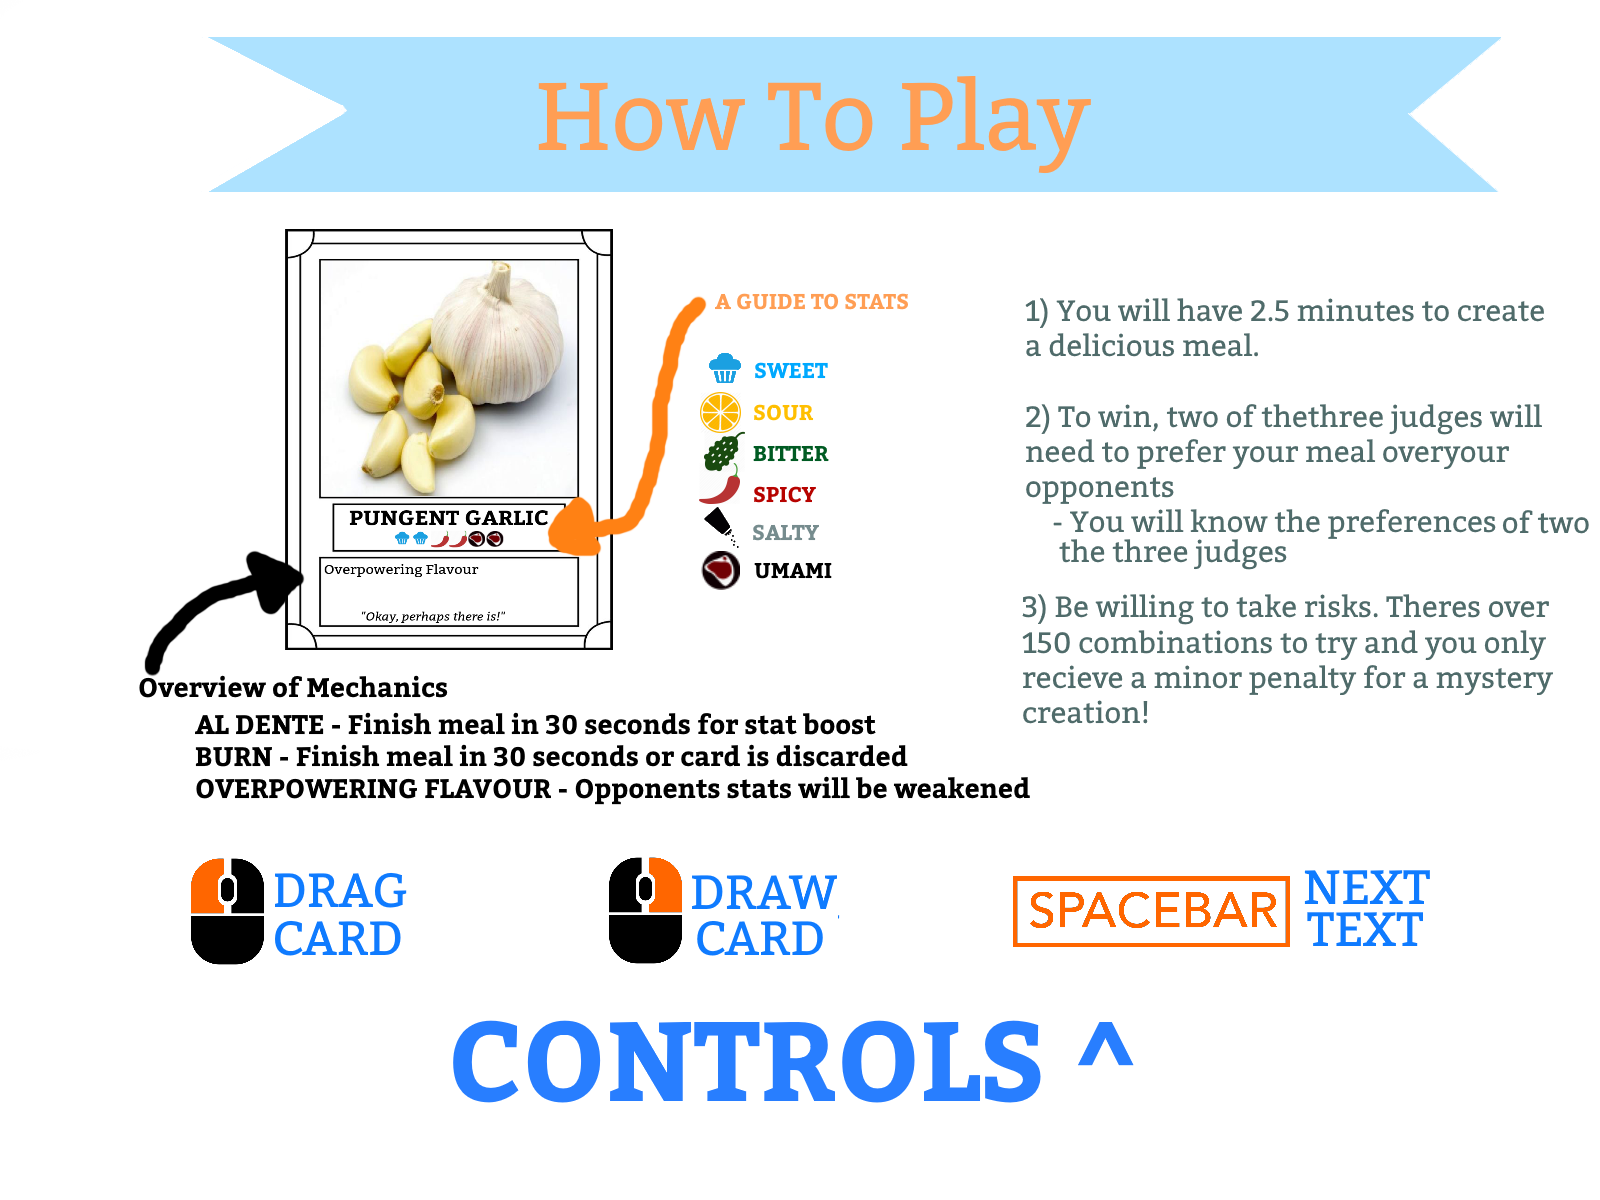 How To Play
PUNGENT GARLIC
Overpowering Flavour
"Okay, perhaps there is!"
A GUIDE TO STATS
SWEET
SOUR
BITTER
SPICY
SALTY
UMAMI
1) You will have 2.5 minutes to create
a delicious meal.
2) To win, two of thethree judges will
need to prefer your meal overyour
opponents
- You will know the preferences of two
the three judges
3) Be willing to take risks. Theres over
150 combinations to try and you only
recieve a minor penalty for a mystery
creation!
Overview of Mechanics
AL DENTE - Finish meal in 30 seconds for stat boost
BURN - Finish meal in 30 seconds or card is discarded
OVERPOWERING FLAVOUR - Opponents stats will be weakened
DRAG
CARD
DRAW
CARD
SPACEBAR
NEXT
TEXT
CONTROLS ^